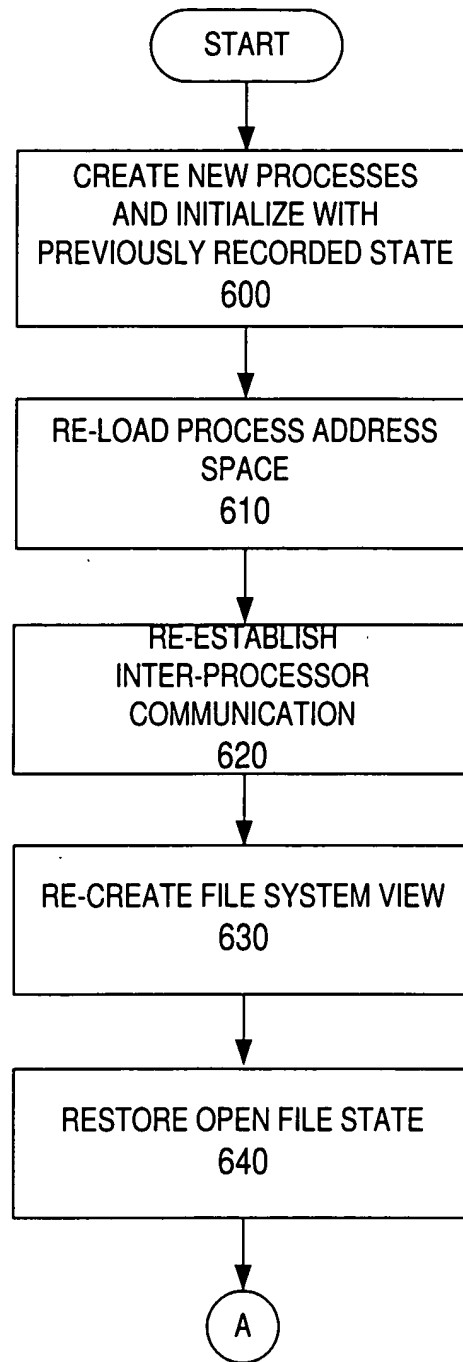 START
CREATE NEW PROCESSES
AND INITIALIZE WITH
PREVIOUSLY RECORDED STATE
600
RE-LOAD PROCESS ADDRESS
SPACE
610
RE-ESTABLISH
INTER-PROCESSOR
COMMUNICATION
620
RE-CREATE FILE SYSTEM VIEW
630
RESTORE OPEN FILE STATE
640
A